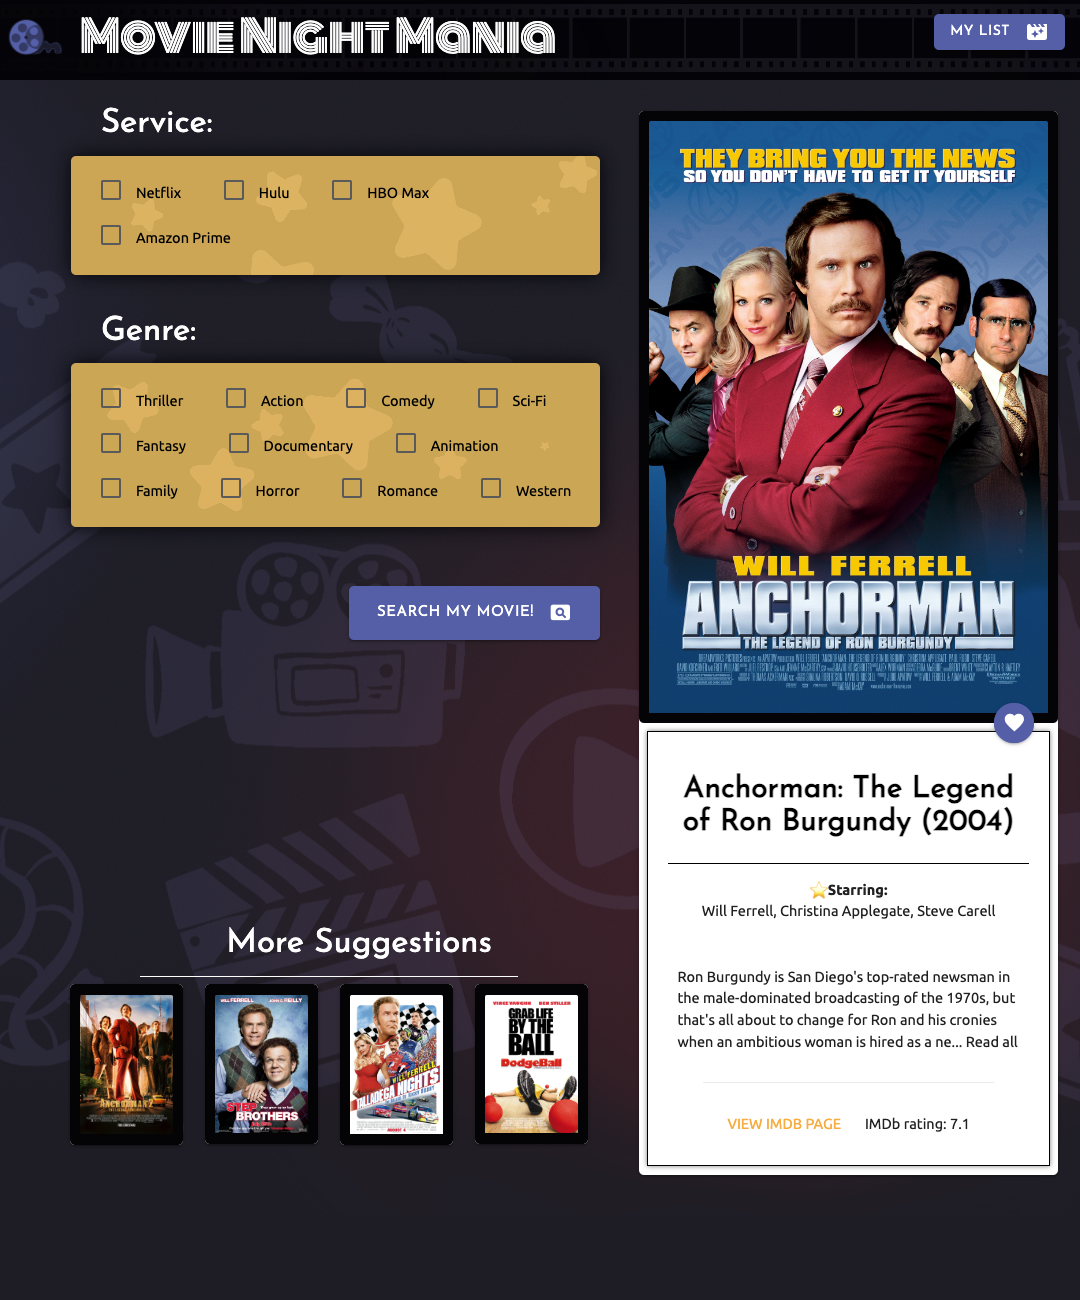 Movie Night Mania
MY LIST
Service:
Netflix
Hulu
HBO Max
Amazon Prime
Genre:
Thriller
Action
Comedy
Sci-Fi
Fantasy
Documentary
Animation
Family
Horror
Romance
Western
SEARCH MY MOVIE!
THEY BRING YOU THE NEWS
SO YOU DON'T HAVE TO GET IT YOURSELF
WILL FERRELL
ANCHORMAN
THE LEGEND OF RON BURGUNDY
Anchorman: The Legend
of Ron Burgundy (2004)
⭐Starring:
Will Ferrell, Christina Applegate, Steve Carell
Ron Burgundy is San Diego's top-rated newsman in
the male-dominated broadcasting of the 1970s, but
that's all about to change for Ron and his cronies
when an ambitious woman is hired as a ne... Read all
VIEW IMDB PAGE
IMDb rating: 7.1
More Suggestions
ANCHORMAN 2
WILL FERRELL
JOHN C. REILLY
STEP
BROTHERS
WILL FERRELL
TALLADEGA NIGHTS
VINCE VAUGHN
BEN STILLER
GRAB LIFE
BY THE
BALL
DODGEBALL